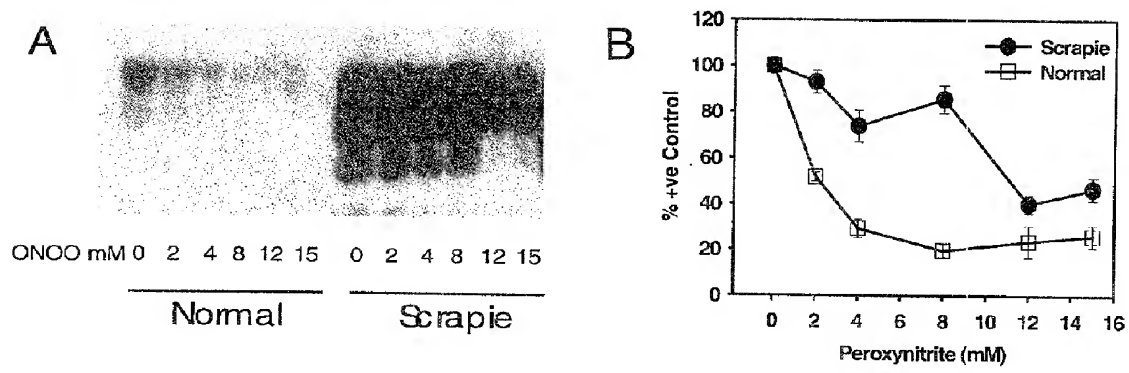 A
ONOO mM 0 2 4 8 12 15 0 2 4 8 12 15
Normal Scrapie
B
120
100
80
60
40
20
0
% +ve Control
Scrapie
Normal
0 2 4 6 8 10 12 14 16
Peroxynitrite (mM)